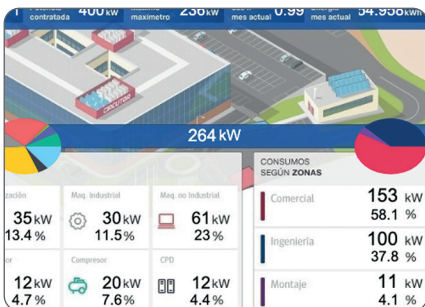 contratada 400 kW
maxímetro 236 kW
mes actual 0.99
mes actual 54.958 kWh
CIRCUTOR
264 kW
CONSUMOS
SEGÚN ZONAS
Maq. Industrial
Maq. no Industrial
35 kW
13.4 %
30 kW
11.5 %
61 kW
23 %
Compresor
CPD
12 kW
4.7 %
20 kW
7.6 %
12 kW
4.4 %
Comercial
153 kW
58.1 %
Ingeniería
100 kW
37.8 %
Montaje
11 kW
4.1 %